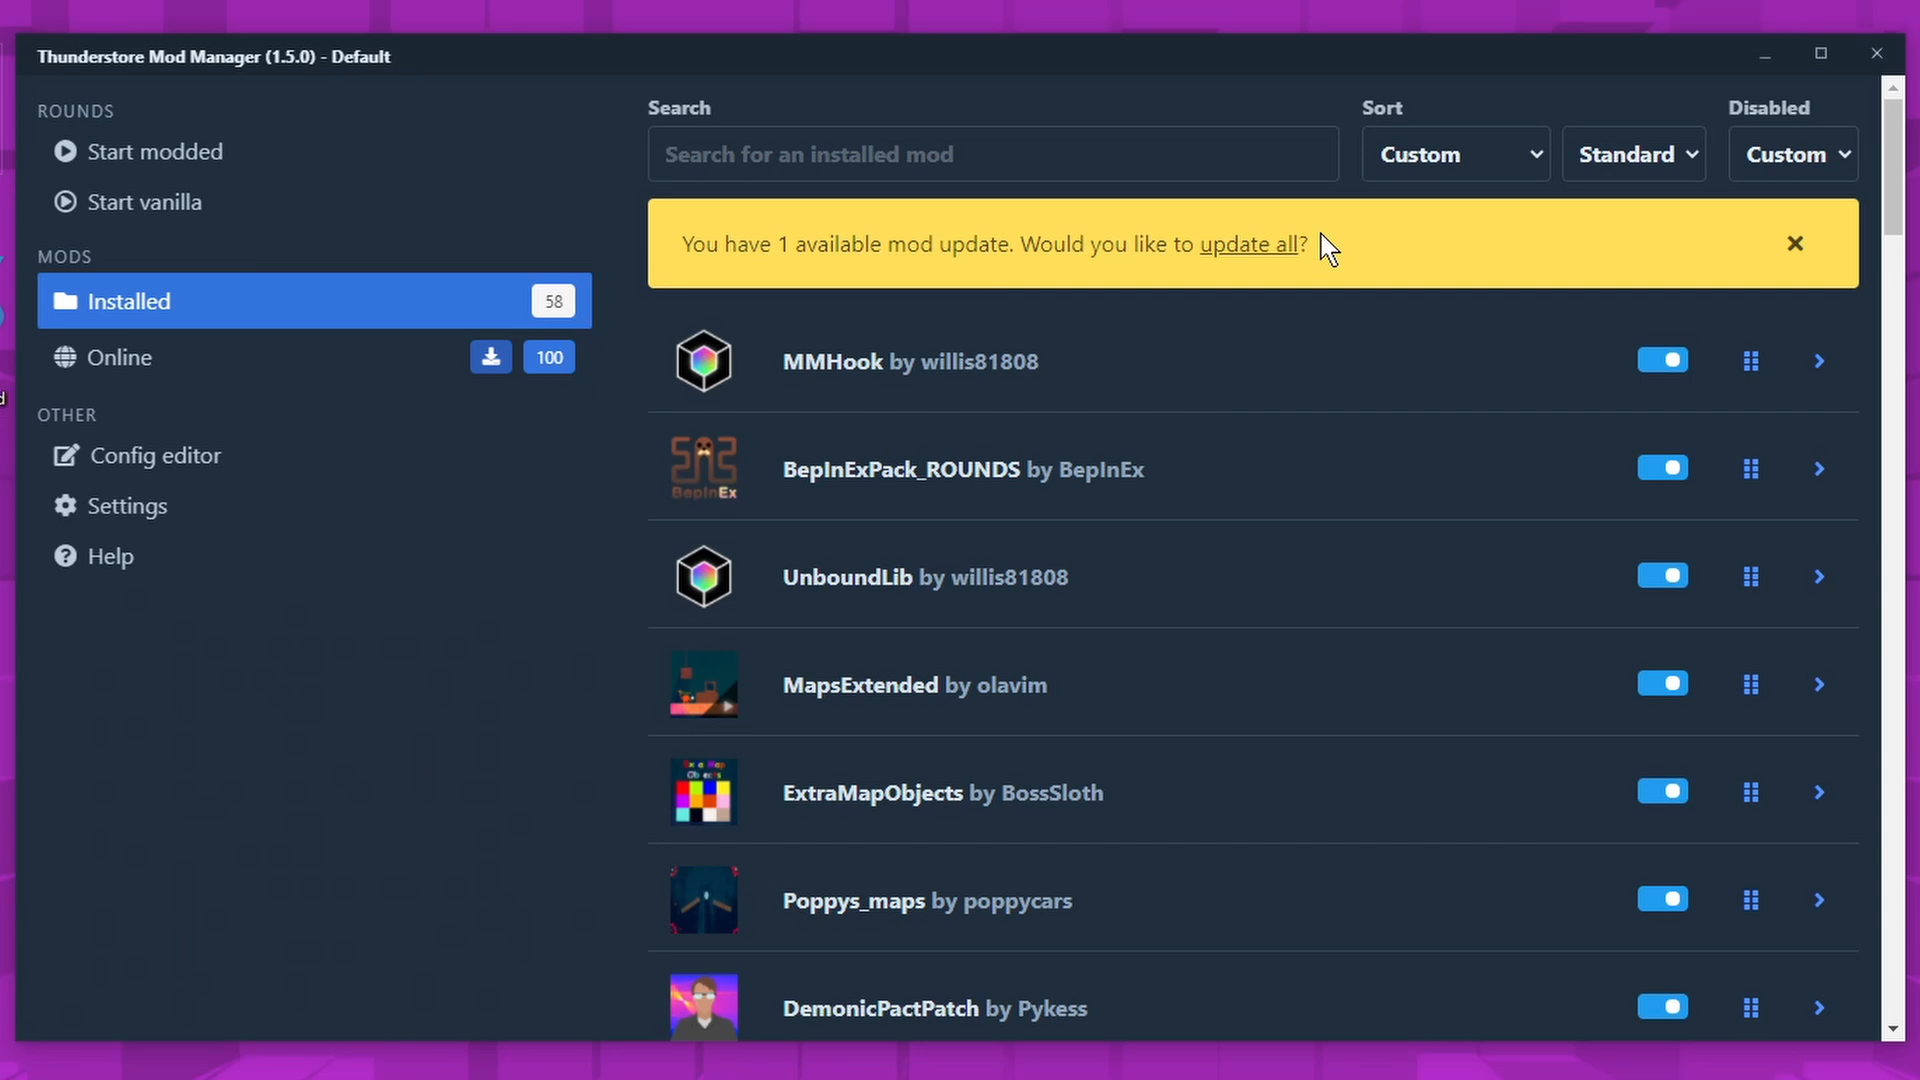 Thunderstore Mod Manager (1.5.0) - Default
ROUNDS
Start modded
Start vanilla
MODS
Installed 58
Online 100
OTHER
Config editor
Settings
Help
Search Sort Disabled
Search for an installed mod Custom Standard Custom
You have 1 available mod update. Would you like to update all?
MMHook by willis81808
BepInEx
BepInExPack_ROUNDS by BepInEx
UnboundLib by willis81808
MapsExtended by olavim
ExtraMapObjects by BossSloth
Poppys_maps by poppycars
DemonicPactPatch by Pykess